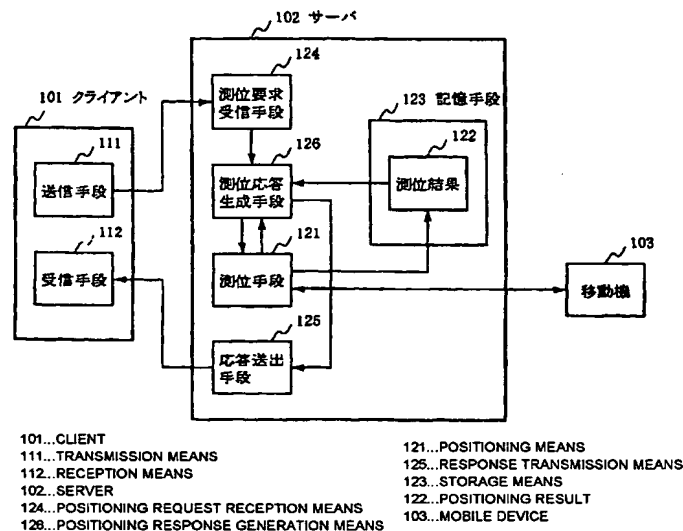 102 サーバ
124
測位要求
受信手段
123 記憶手段
101 クライアント
111
送信手段
126
測位応答
生成手段
122
測位結果
112
受信手段
121
測位手段
103
移動機
125
応答送出
手段
101...CLIENT
111...TRANSMISSION MEANS
112...RECEPTION MEANS
102...SERVER
124...POSITIONING REQUEST RECEPTION MEANS
126...POSITIONING RESPONSE GENERATION MEANS
121...POSITIONING MEANS
125...RESPONSE TRANSMISSION MEANS
123...STORAGE MEANS
122...POSITIONING RESULT
103...MOBILE DEVICE